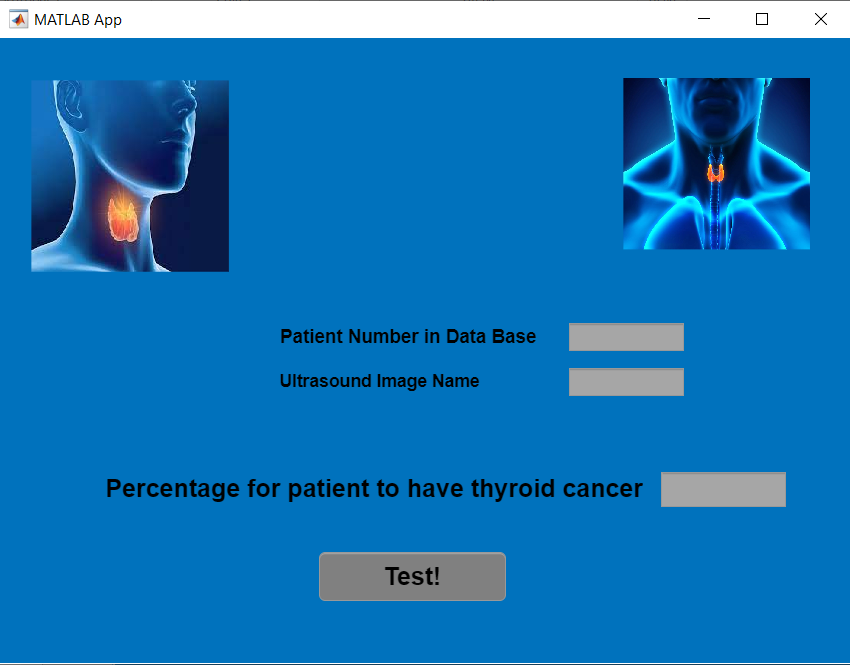 MATLAB App
Patient Number in Data Base
Ultrasound Image Name
Percentage for patient to have thyroid cancer
Test!